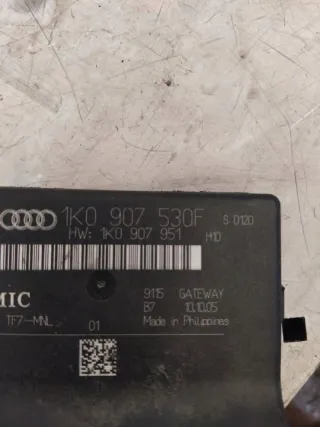 1K0 907 530F S 0120
HW: 1K0 907 951 H10
MIC
9115 GATEWAY
B7 10.10.05
TF7-MNL 01 Made in Philippines